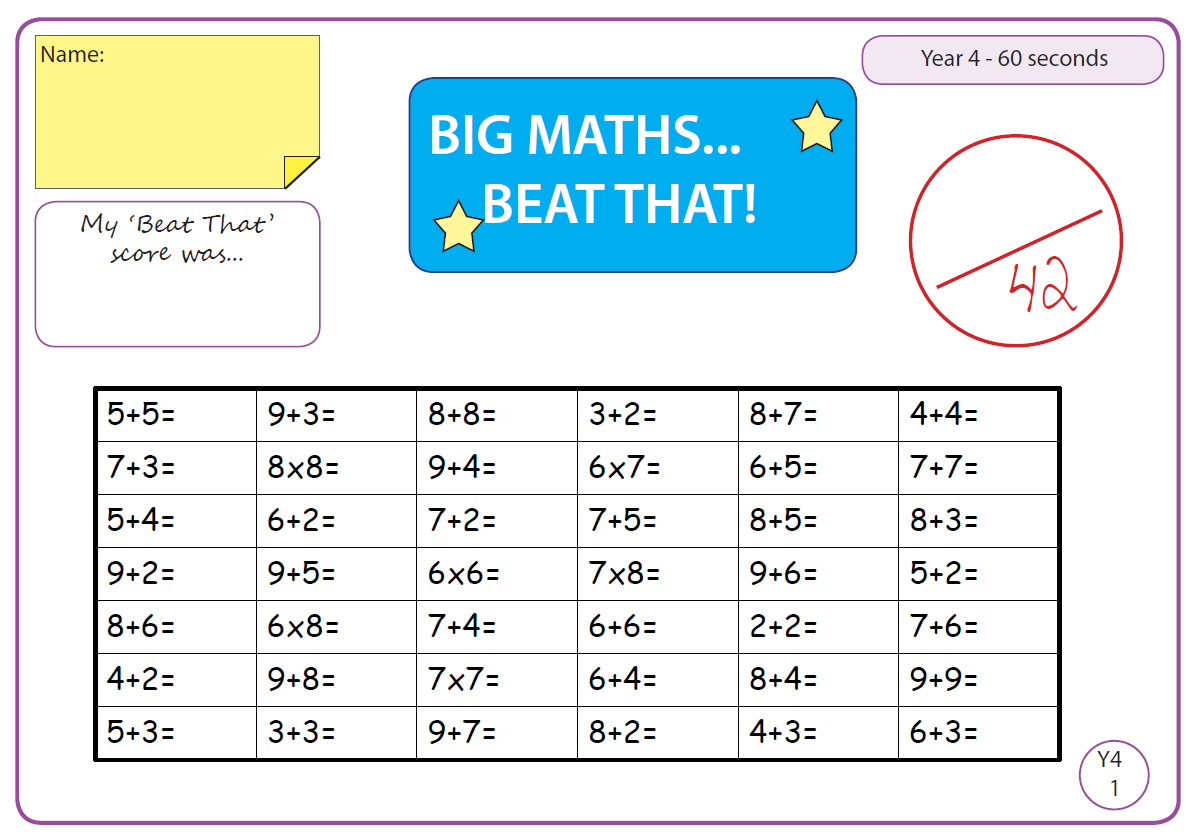 Name:
Year 4 - 60 seconds
BIG MATHS...
BEAT THAT!
My ‘Beat That’
score was...
42
5+5= 9+3= 8+8= 3+2= 8+7= 4+4=
7+3= 8x8= 9+4= 6x7= 6+5= 7+7=
5+4= 6+2= 7+2= 7+5= 8+5= 8+3=
9+2= 9+5= 6x6= 7x8= 9+6= 5+2=
8+6= 6x8= 7+4= 6+6= 2+2= 7+6=
4+2= 9+8= 7x7= 6+4= 8+4= 9+9=
5+3= 3+3= 9+7= 8+2= 4+3= 6+3=
Y4
1